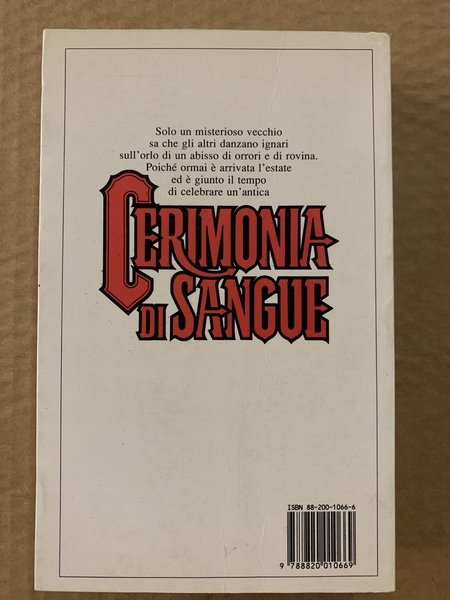 Solo un misterioso vecchio
sa che gli altri danzano ignari
sull'orlo di un abisso di orrori e di rovina.
Poiché ormai è arrivata l'estate
ed è giunto il tempo
di celebrare un'antica
CERIMONIA
DI SANGUE
ISBN 88-200-1066-6
9 788820 010669